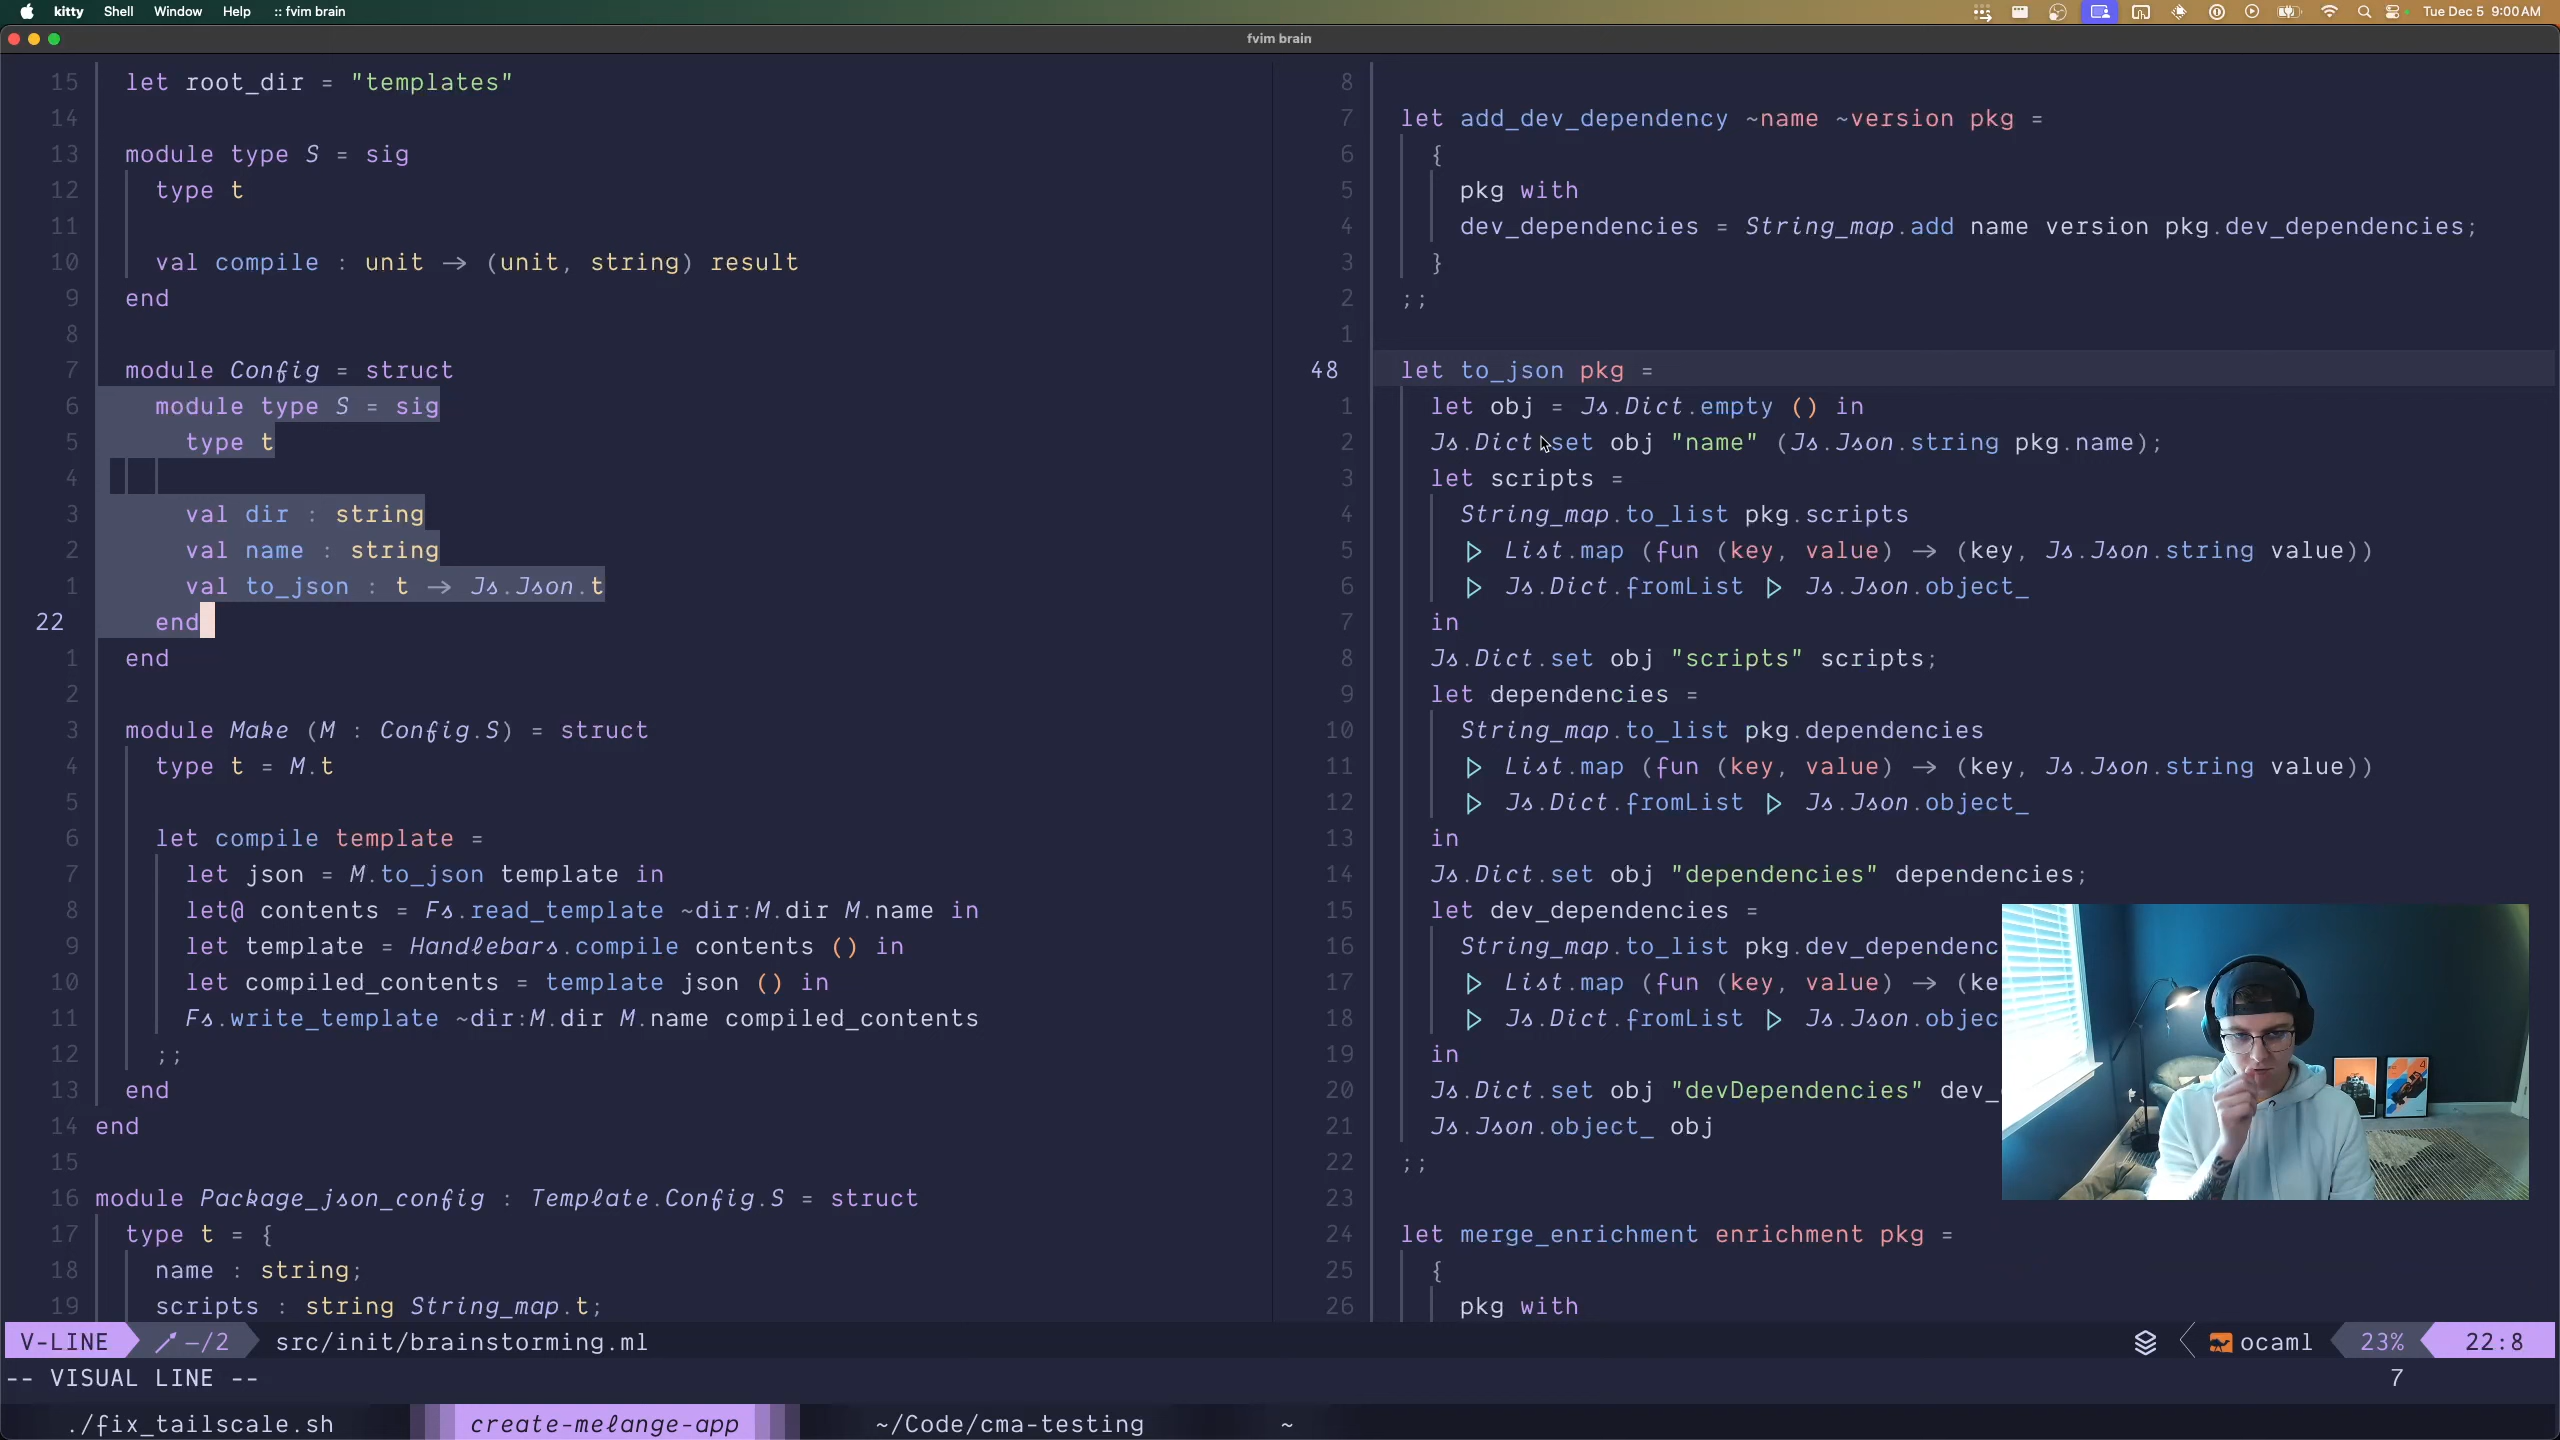 kitty Shell Window Help :: fvim brain
Tue Dec 5 9:00 AM
fvim brain
15 let root_dir = "templates"
14
13 module type S = sig
12 type t
11
10 val compile : unit → (unit, string) result
9 end
8
7 module Config = struct
6 module type S = sig
5 type t
4
3 val dir : string
2 val name : string
1 val to_json : t → Js.Json.t
22 end
1 end
2
3 module Make (M : Config.S) = struct
4 type t = M.t
5
6 let compile template =
7 let json = M.to_json template in
8 let@ contents = Fs.read_template ~dir:M.dir M.name in
9 let template = Handlebars.compile contents () in
10 let compiled_contents = template json () in
11 Fs.write_template ~dir:M.dir M.name compiled_contents
12 ;;
13 end
14 end
15
16 module Package_json_config : Template.Config.S = struct
17 type t = {
18 name : string;
19 scripts : string String_map.t;
8
7 let add_dev_dependency ~name ~version pkg =
6 {
5 pkg with
4 dev_dependencies = String_map.add name version pkg.dev_dependencies;
3 }
2 ;;
1
48 let to_json pkg =
1 let obj = Js.Dict.empty () in
2 Js.Dict.set obj "name" (Js.Json.string pkg.name);
3 let scripts =
4 String_map.to_list pkg.scripts
5 ▷ List.map (fun (key, value) → (key, Js.Json.string value))
6 ▷ Js.Dict.fromList ▷ Js.Json.object_
7 in
8 Js.Dict.set obj "scripts" scripts;
9 let dependencies =
10 String_map.to_list pkg.dependencies
11 ▷ List.map (fun (key, value) → (key, Js.Json.string value))
12 ▷ Js.Dict.fromList ▷ Js.Json.object_
13 in
14 Js.Dict.set obj "dependencies" dependencies;
15 let dev_dependencies =
16 String_map.to_list pkg.dev_dependenc
17 ▷ List.map (fun (key, value) → (ke
18 ▷ Js.Dict.fromList ▷ Js.Json.objec
19 in
20 Js.Dict.set obj "devDependencies" dev_
21 Js.Json.object_ obj
22 ;;
23
24 let merge_enrichment enrichment pkg =
25 {
26 pkg with
V-LINE –/2 src/init/brainstorming.ml ocaml 23% 22:8
-- VISUAL LINE -- 7
./fix_tailscale.sh create-melange-app ~/Code/cma-testing ~